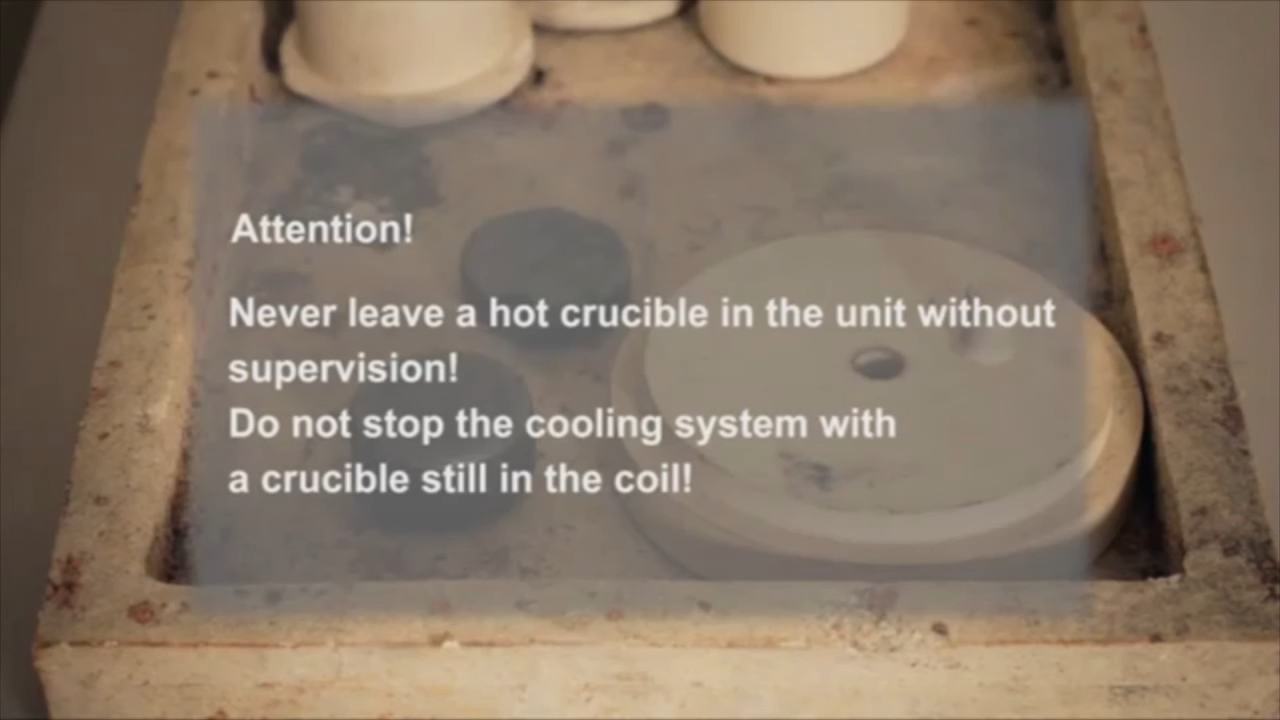 Attention!
Never leave a hot crucible in the unit without
supervision!
Do not stop the cooling system with
a crucible still in the coil!